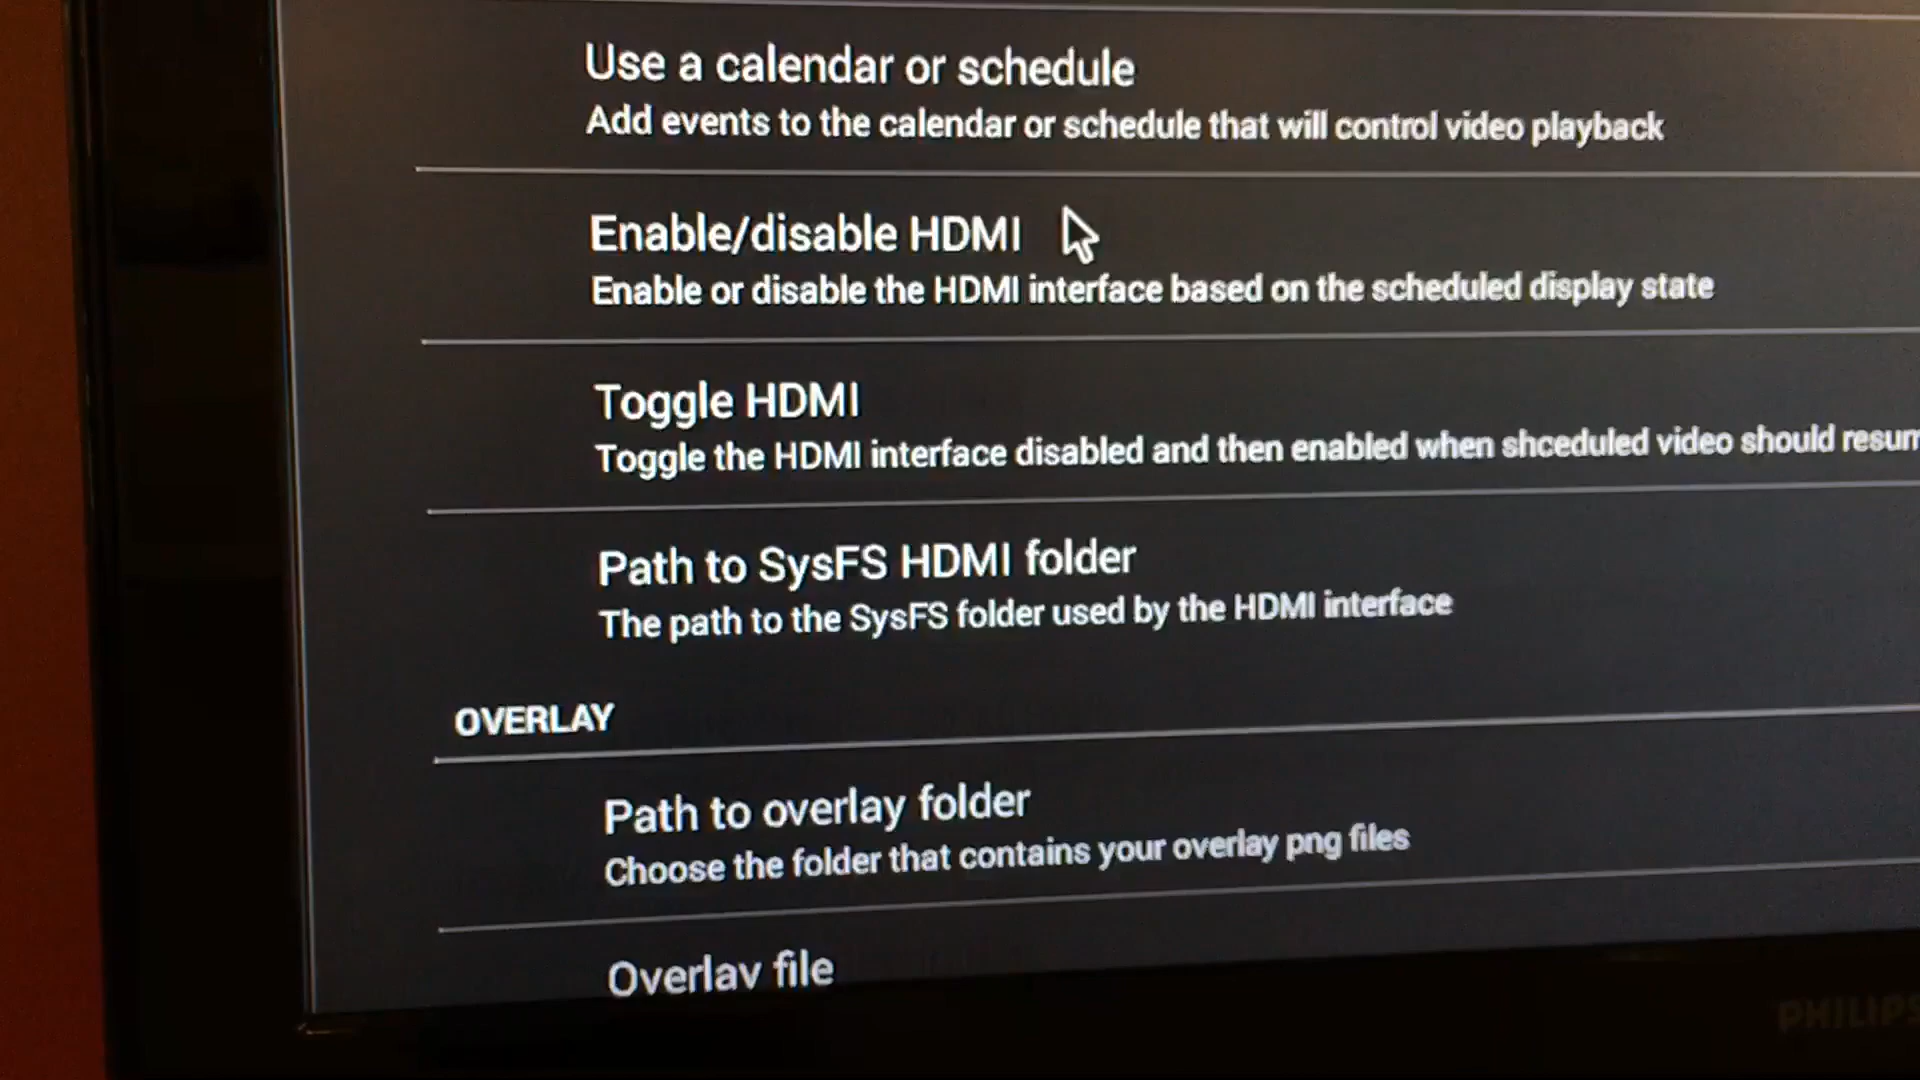 Use a calendar or schedule
Add events to the calendar or schedule that will control video playback
Enable/disable HDMI
Enable or disable the HDMI interface based on the scheduled display state
Toggle HDMI
Toggle the HDMI interface disabled and then enabled when shceduled video should resum
Path to SysFS HDMI folder
The path to the SysFS folder used by the HDMI interface
OVERLAY
Path to overlay folder
Choose the folder that contains your overlay png files
Overlay file
PHILIPS